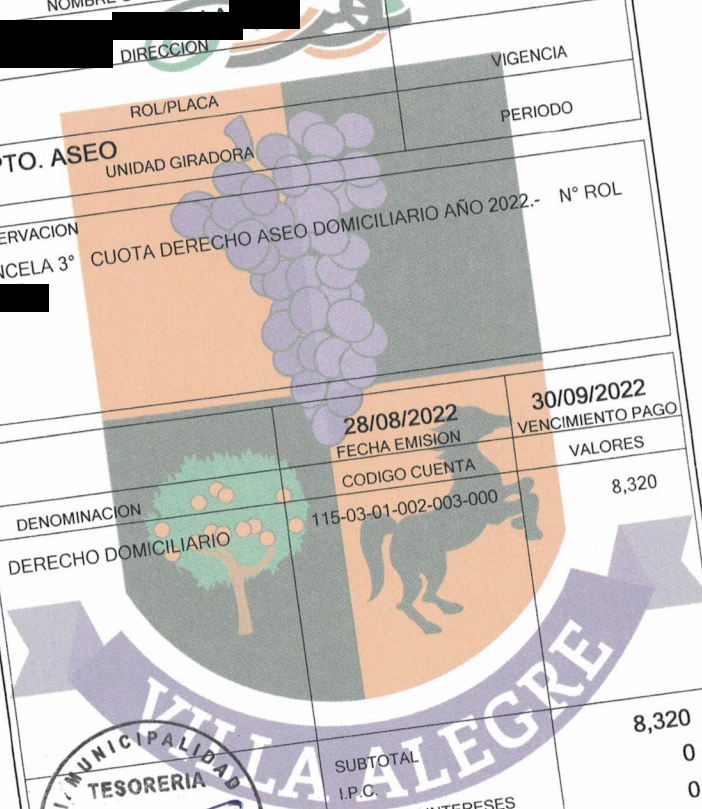 DIRECCION
VIGENCIA
ROL/PLACA
PERIODO
PTO. ASEO
UNIDAD GIRADORA
ERVACION
NCELA 3° CUOTA DERECHO ASEO DOMICILIARIO AÑO 2022.- N° ROL
28/08/2022
30/09/2022
FECHA EMISION
VENCIMIENTO PAGO
DENOMINACION
CODIGO CUENTA
VALORES
DERECHO DOMICILIARIO
115-03-01-002-003-000
8,320
VILLA ALEGRE
SUBTOTAL
8,320
I.P.C.
0
INTERESES
0
I. MUNICIPALIDAD
TESORERIA